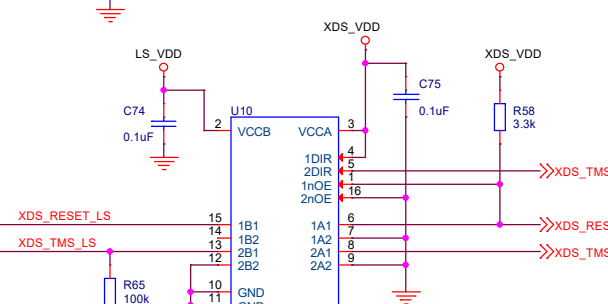 XDS_VDD
LS_VDD
XDS_VDD
C74
0.1uF
C75
0.1uF
R58
3.3k
U10
2 VCCB VCCA 3
1DIR 4
2DIR 5 XDS_TMS
1nOE 1
2nOE 16
XDS_RESET_LS 15 1B1 1A1 6 XDS_RES
14 1B2 1A2 7
XDS_TMS_LS 13 2B1 2A1 8 XDS_TMS
12 2B2 2A2 9
R65
100k
10 GND
11